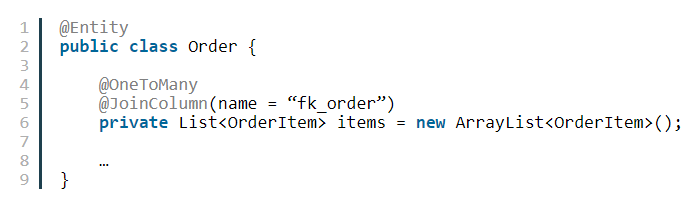 1 @Entity
2 public class Order {
3
4     @OneToMany
5     @JoinColumn(name = “fk_order”)
6     private List<OrderItem> items = new ArrayList<OrderItem>();
7
8     …
9 }